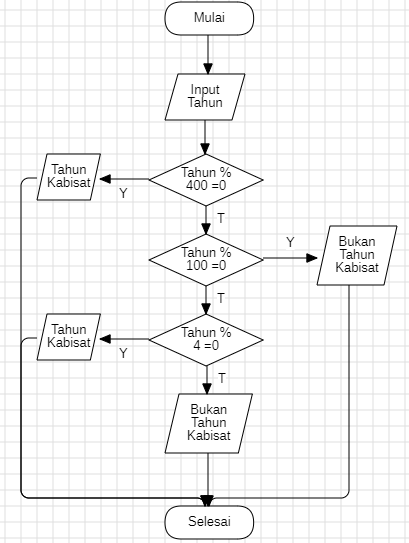 Mulai
Input
Tahun
Tahun %
400 =0
Y
Tahun
Kabisat
T
Tahun %
100 =0
Y
Bukan
Tahun
Kabisat
T
Tahun %
4 =0
Y
Tahun
Kabisat
T
Bukan
Tahun
Kabisat
Selesai